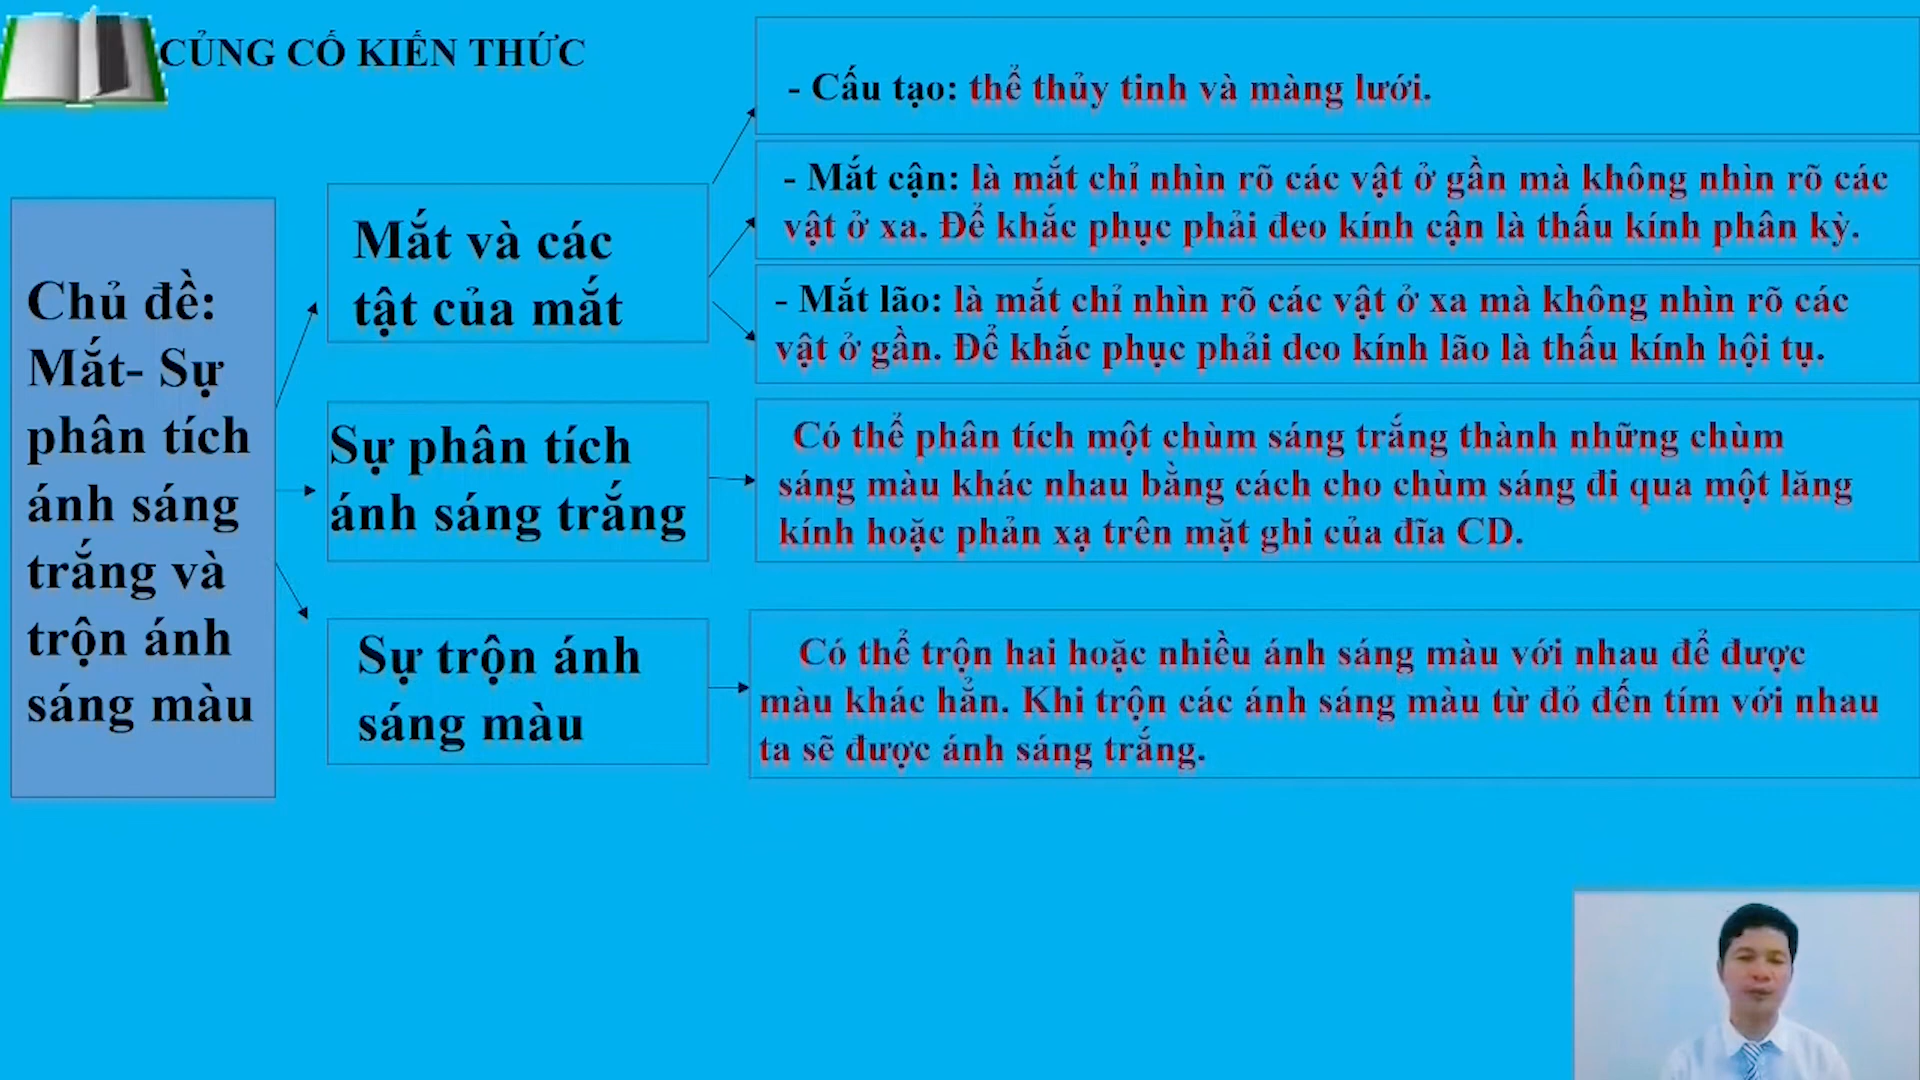 CỦNG CỐ KIẾN THỨC
Chủ đề:
Mắt- Sự
phân tích
ánh sáng
trắng và
trộn ánh
sáng màu
Mắt và các
tật của mắt
- Cấu tạo: thể thủy tinh và màng lưới.
- Mắt cận: là mắt chỉ nhìn rõ các vật ở gần mà không nhìn rõ các
vật ở xa. Để khắc phục phải đeo kính cận là thấu kính phân kỳ.
- Mắt lão: là mắt chỉ nhìn rõ các vật ở xa mà không nhìn rõ các
vật ở gần. Để khắc phục phải đeo kính lão là thấu kính hội tụ.
Sự phân tích
ánh sáng trắng
Có thể phân tích một chùm sáng trắng thành những chùm
sáng màu khác nhau bằng cách cho chùm sáng đi qua một lăng
kính hoặc phản xạ trên mặt ghi của đĩa CD.
Sự trộn ánh
sáng màu
Có thể trộn hai hoặc nhiều ánh sáng màu với nhau để được
màu khác hẳn. Khi trộn các ánh sáng màu từ đỏ đến tím với nhau
ta sẽ được ánh sáng trắng.